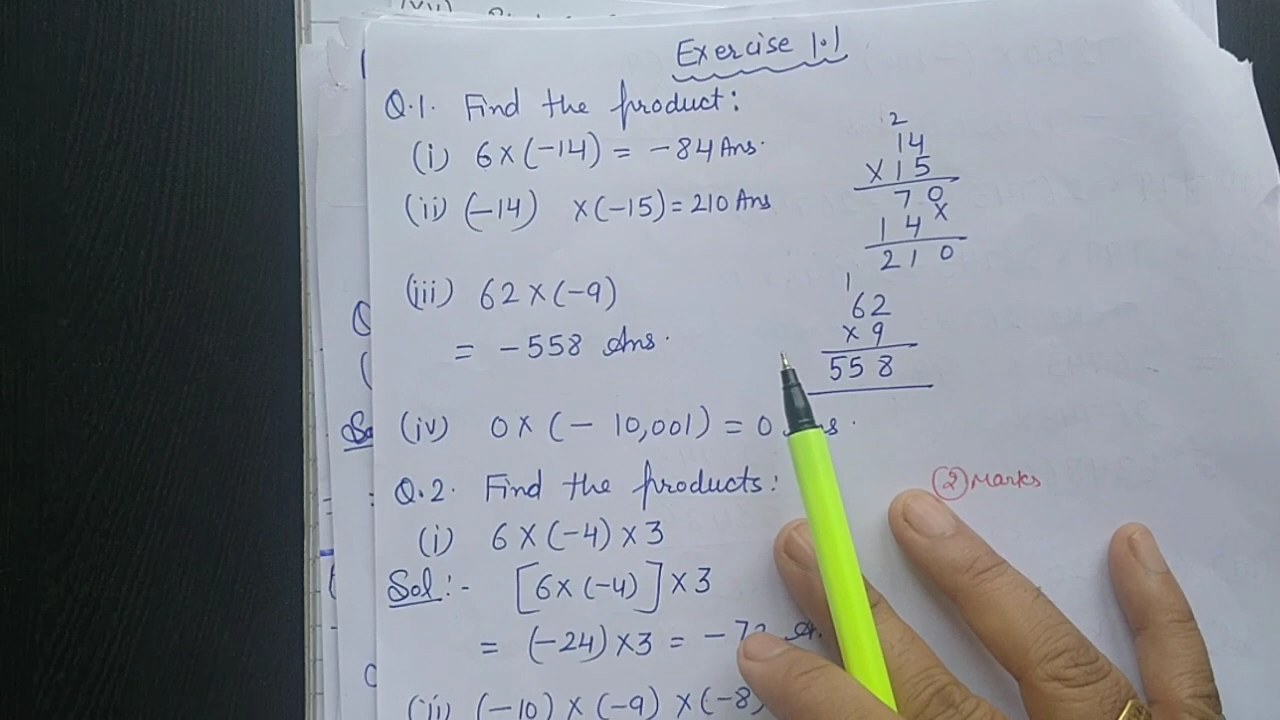 Exercise 1.1
Q.1. Find the product:
(i) 6 x (-14) = -84 Ans.
(ii) (-14) x (-15) = 210 Ans
2
14
x 15
70
14x
210
(iii) 62 x (-9)
= -558 Ans.
1
62
x 9
558
(iv) 0 x (- 10,001) = 0
Q.2. Find the products:
2 Marks
(i) 6 x (-4) x 3
Sol:- [6 x (-4)] x 3
= (-24) x 3 =
(ii) (-10) x (-9) x (-8)